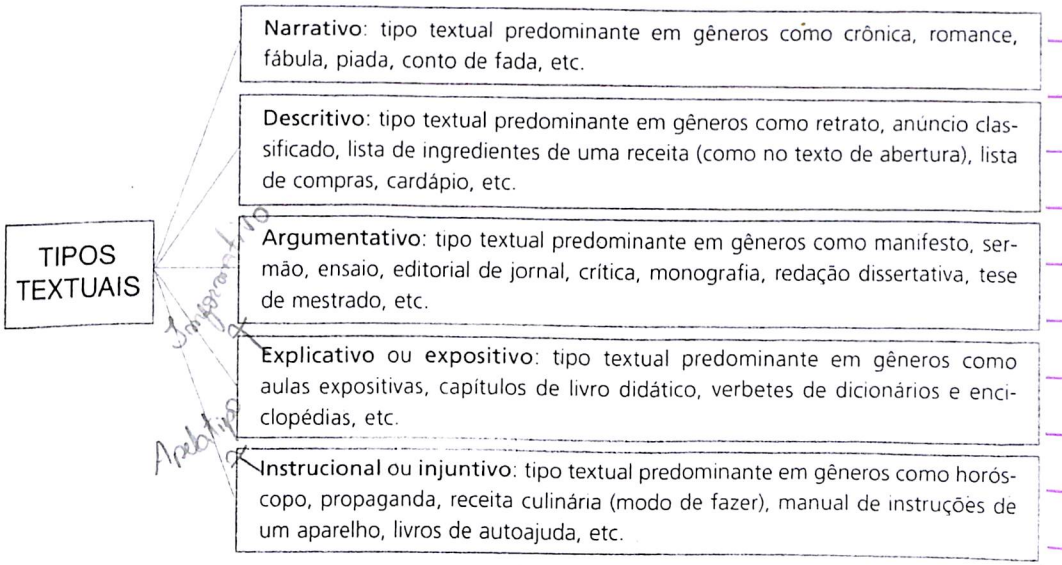 Narrativo: tipo textual predominante em gêneros como crônica, romance,
fábula, piada, conto de fada, etc.
Descritivo: tipo textual predominante em gêneros como retrato, anúncio clas-
sificado, lista de ingredientes de uma receita (como no texto de abertura), lista
de compras, cardápio, etc.
TIPOS
TEXTUAIS
Informativo
Argumentativo: tipo textual predominante em gêneros como manifesto, ser-
mão, ensaio, editorial de jornal, crítica, monografia, redação dissertativa, tese
de mestrado, etc.
Explicativo ou expositivo: tipo textual predominante em gêneros como
aulas expositivas, capítulos de livro didático, verbetes de dicionários e enci-
clopédias, etc.
Apelativo
Instrucional ou injuntivo: tipo textual predominante em gêneros como horós-
copo, propaganda, receita culinária (modo de fazer), manual de instruções de
um aparelho, livros de autoajuda, etc.